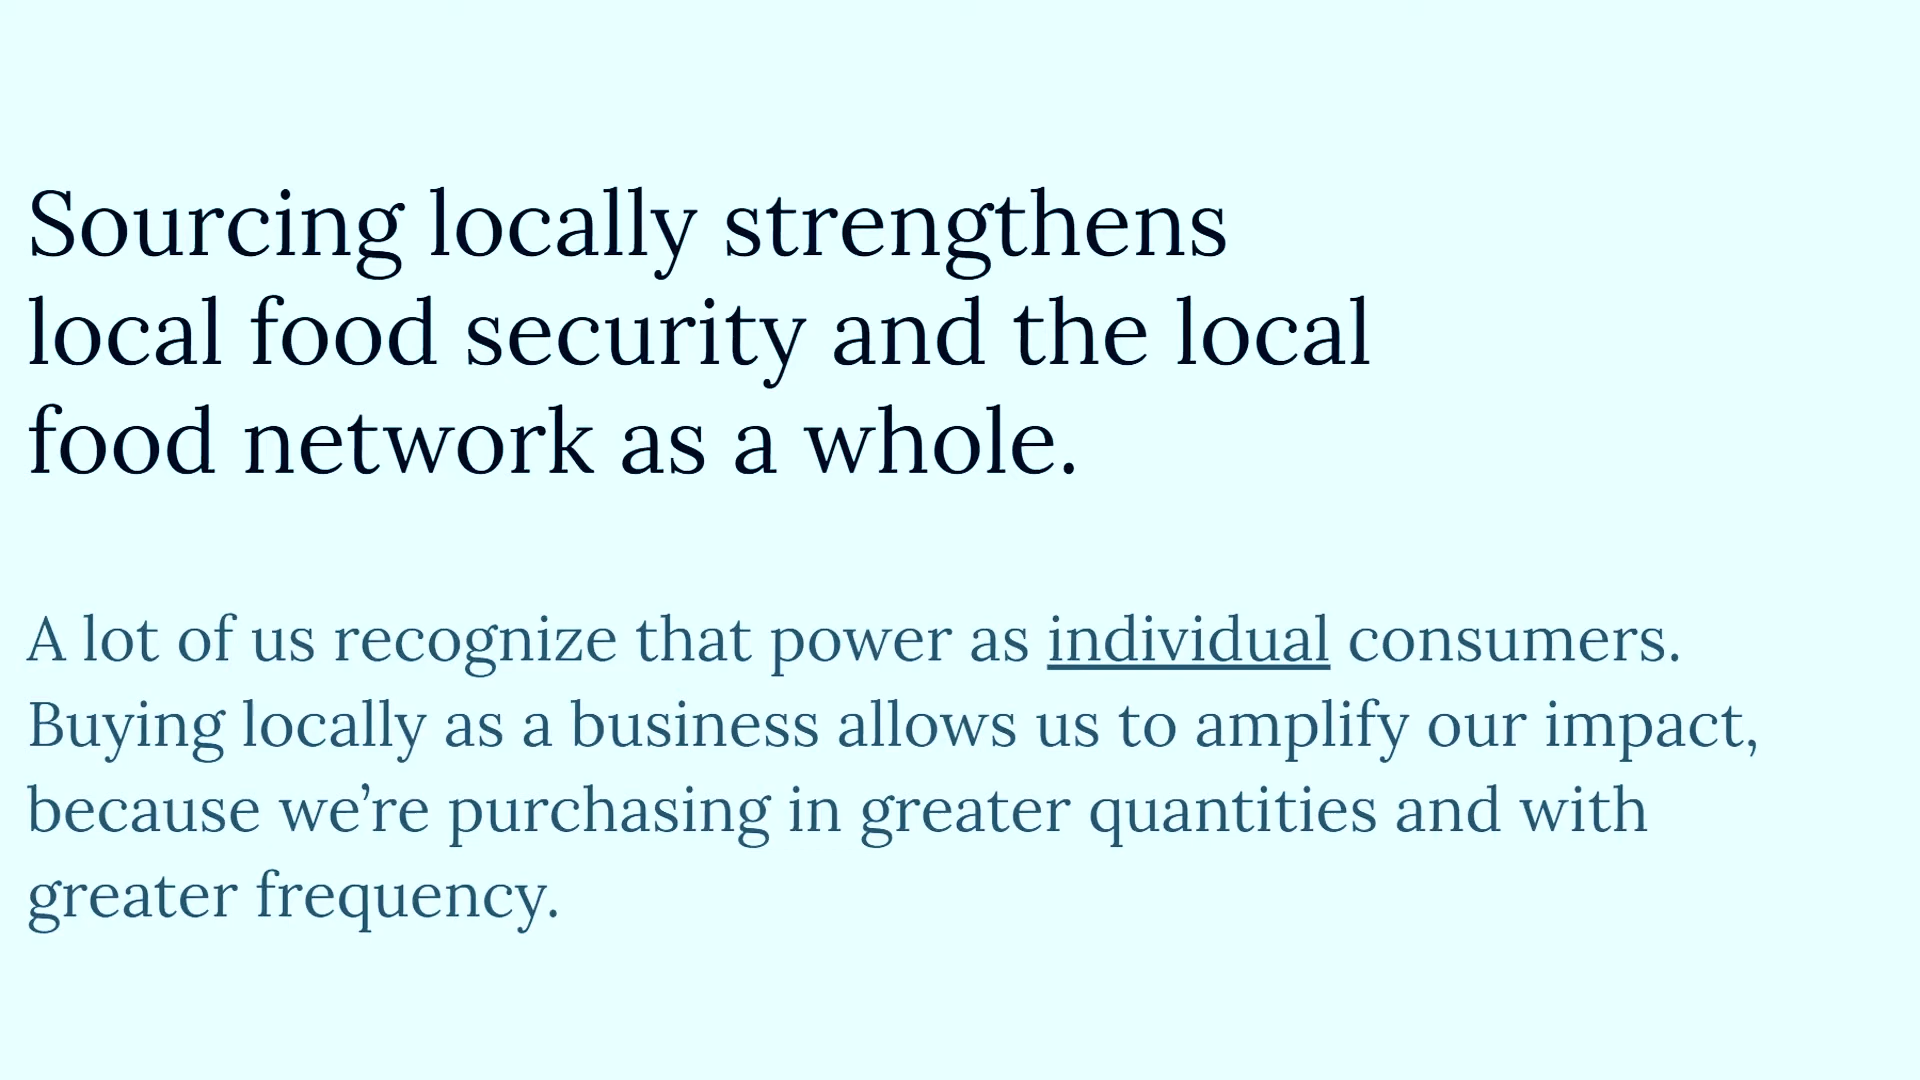 Sourcing locally strengthens
local food security and the local
food network as a whole.
A lot of us recognize that power as individual consumers.
Buying locally as a business allows us to amplify our impact,
because we’re purchasing in greater quantities and with
greater frequency.